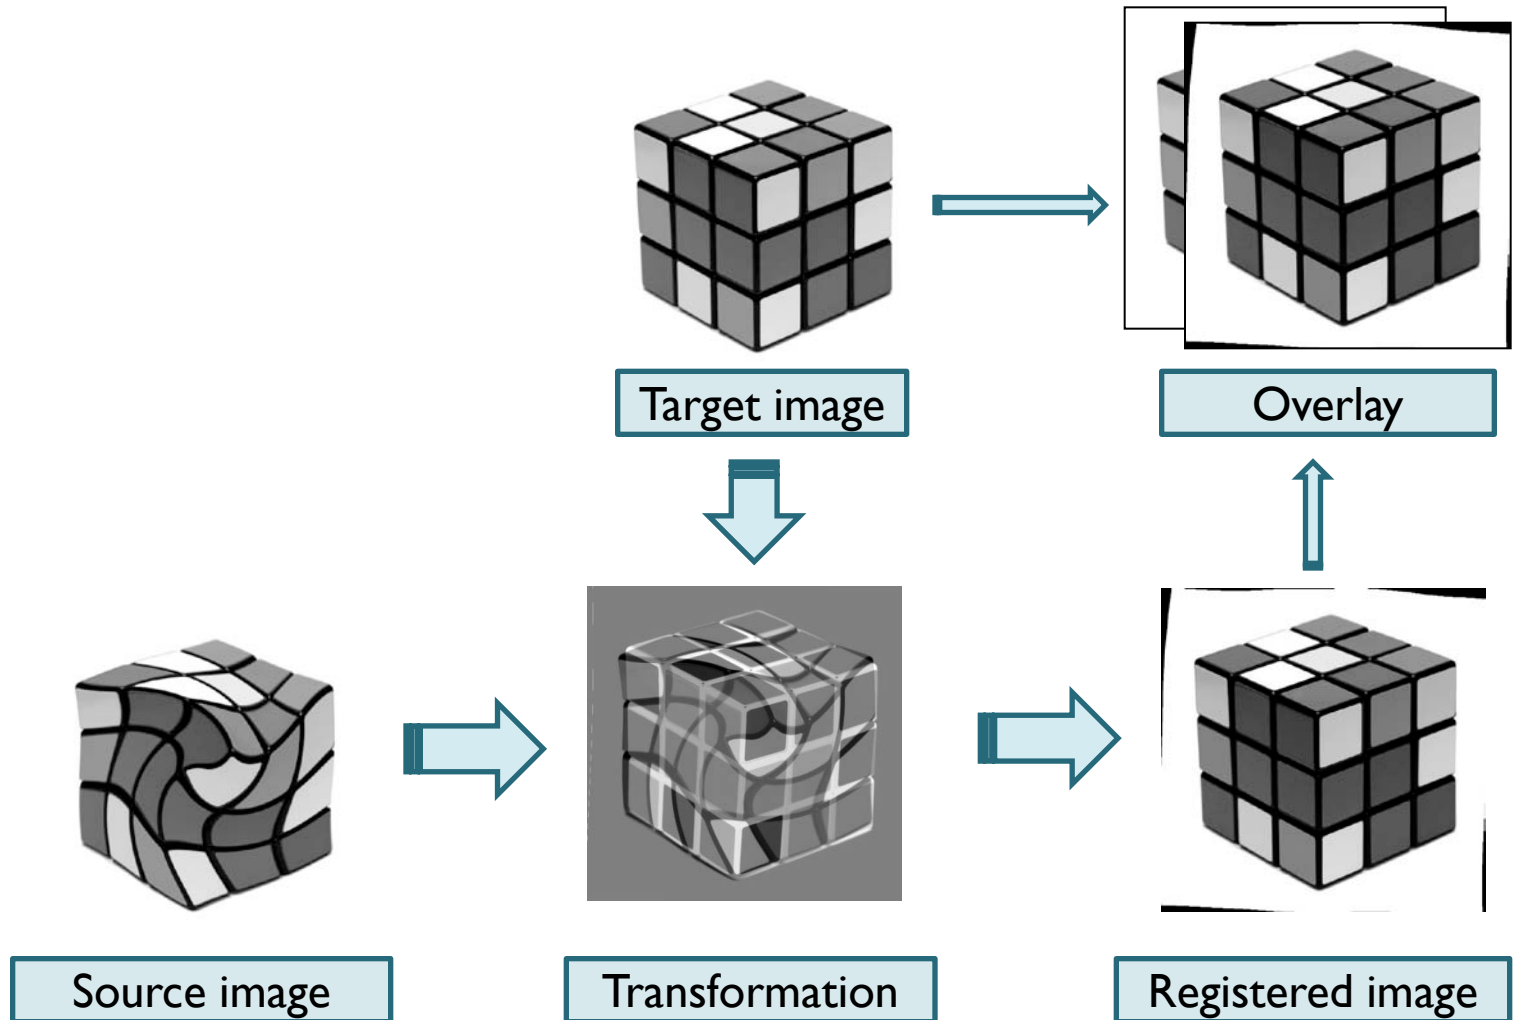 Target image
Overlay
Source image
Transformation
Registered image